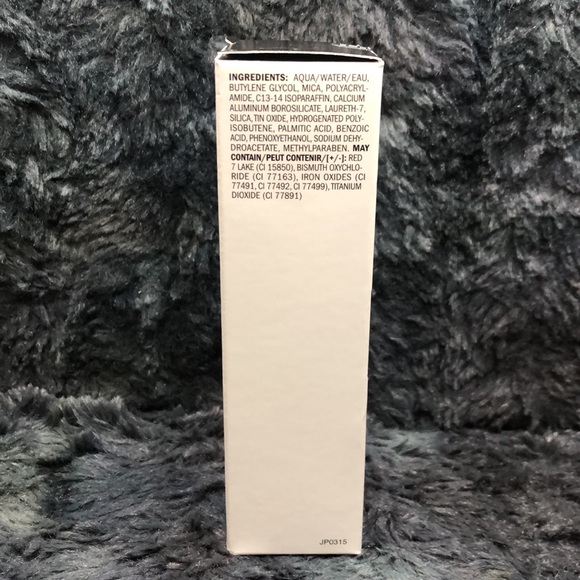 INGREDIENTS: AQUA/WATER/EAU,
BUTYLENE GLYCOL, MICA, POLYACRYL-
AMIDE, C13-14 ISOPARAFFIN, CALCIUM
ALUMINUM BOROSILICATE, LAURETH-7,
SILICA, TIN OXIDE, HYDROGENATED POLY-
ISOBUTENE, PALMITIC ACID, BENZOIC
ACID, PHENOXYETHANOL, SODIUM DEHY-
DROACETATE, METHYLPARABEN. MAY
CONTAIN/PEUT CONTENIR/[+/-]: RED
7 LAKE (CI 15850), BISMUTH OXYCHLO-
RIDE (CI 77163), IRON OXIDES (CI
77491, CI 77492, CI 77499), TITANIUM
DIOXIDE (CI 77891)
JP0315